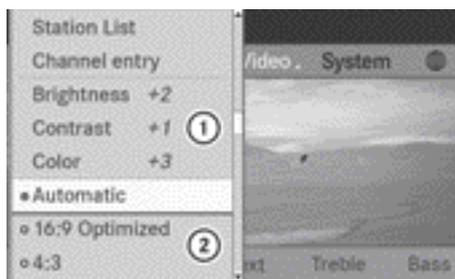 Station List
Channel entry
Brightness +2
Contrast +1
Color +3
1
Automatic
16:9 Optimized
4:3
2
Video System
Treble Bass